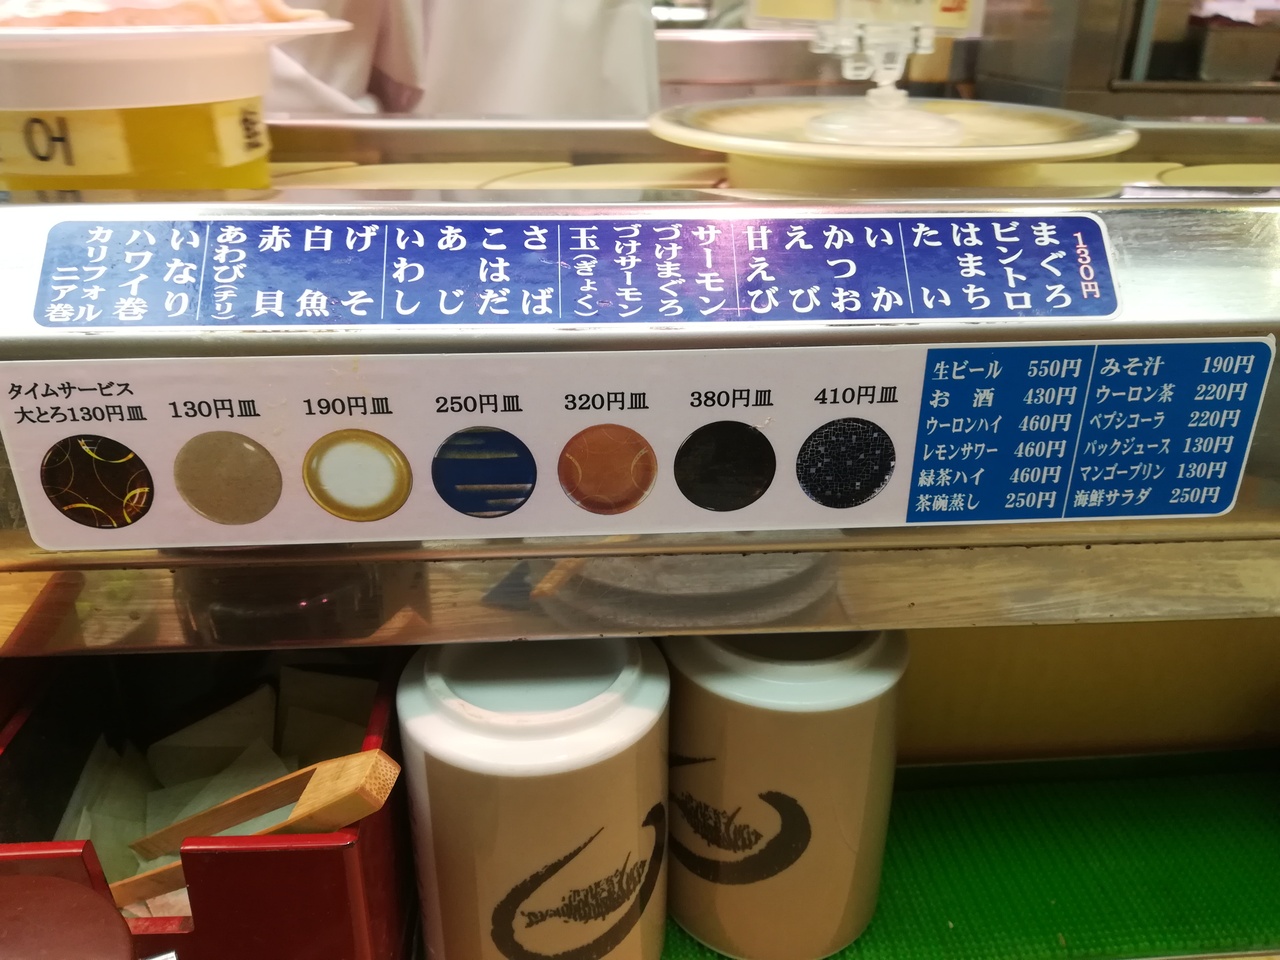 어
130円
まぐろ
ビントロ
はまち
たい
いか
かつお
えび
甘えび
サーモン
づけまぐろ
づけサーモン
玉(ぎょく)
さば
こはだ
あじ
いわし
げそ
白魚
赤貝
あわび(チリ)
いなり
ハワイ巻
カリフォルニア巻
タイムサービス
大とろ130円皿
130円皿
190円皿
250円皿
320円皿
380円皿
410円皿
生ビール 550円
お酒 430円
ウーロンハイ 460円
レモンサワー 460円
緑茶ハイ 460円
茶碗蒸し 250円
みそ汁 190円
ウーロン茶 220円
ペプシコーラ 220円
パックジュース 130円
マンゴープリン 130円
海鮮サラダ 250円